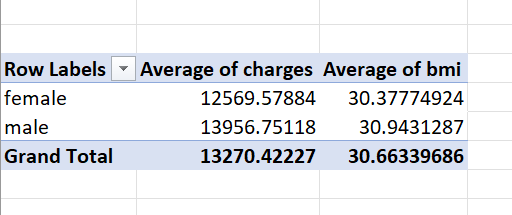 Row Labels Average of charges Average of bmi
female 12569.57884 30.37774924
male 13956.75118 30.9431287
Grand Total 13270.42227 30.66339686